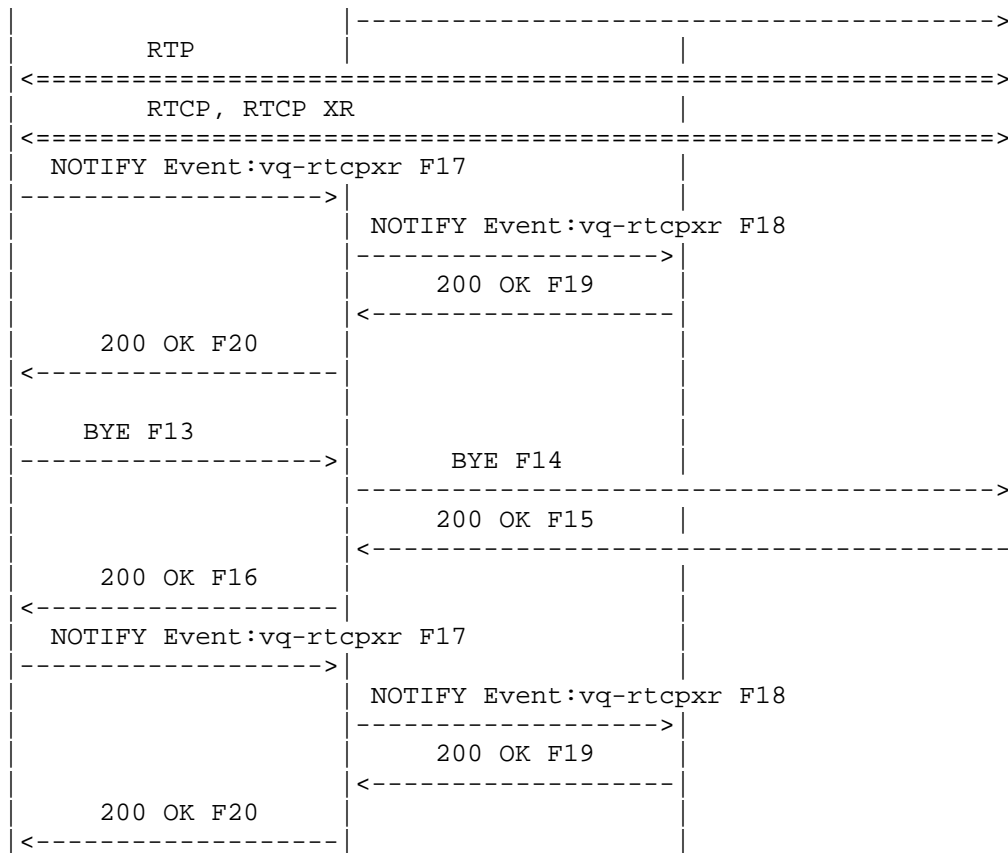 RTP
RTCP, RTCP XR
NOTIFY Event:vq-rtcpxr F17
NOTIFY Event:vq-rtcpxr F18
200 OK F19
200 OK F20
BYE F13
BYE F14
200 OK F15
200 OK F16
NOTIFY Event:vq-rtcpxr F17
NOTIFY Event:vq-rtcpxr F18
200 OK F19
200 OK F20